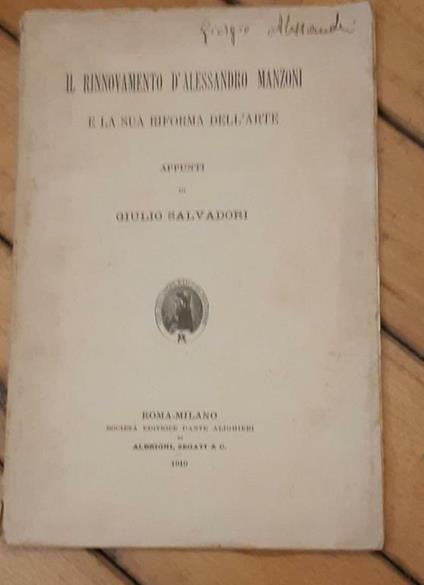 Giorgio Alessandri
IL RINNOVAMENTO D'ALESSANDRO MANZONI
E LA SUA RIFORMA DELL'ARTE
APPUNTI
DI
GIULIO SALVADORI
ROMA-MILANO
SOCIETÀ EDITRICE DANTE ALIGHIERI
DI
ALBRIGHI, SEGATI & C.
1919